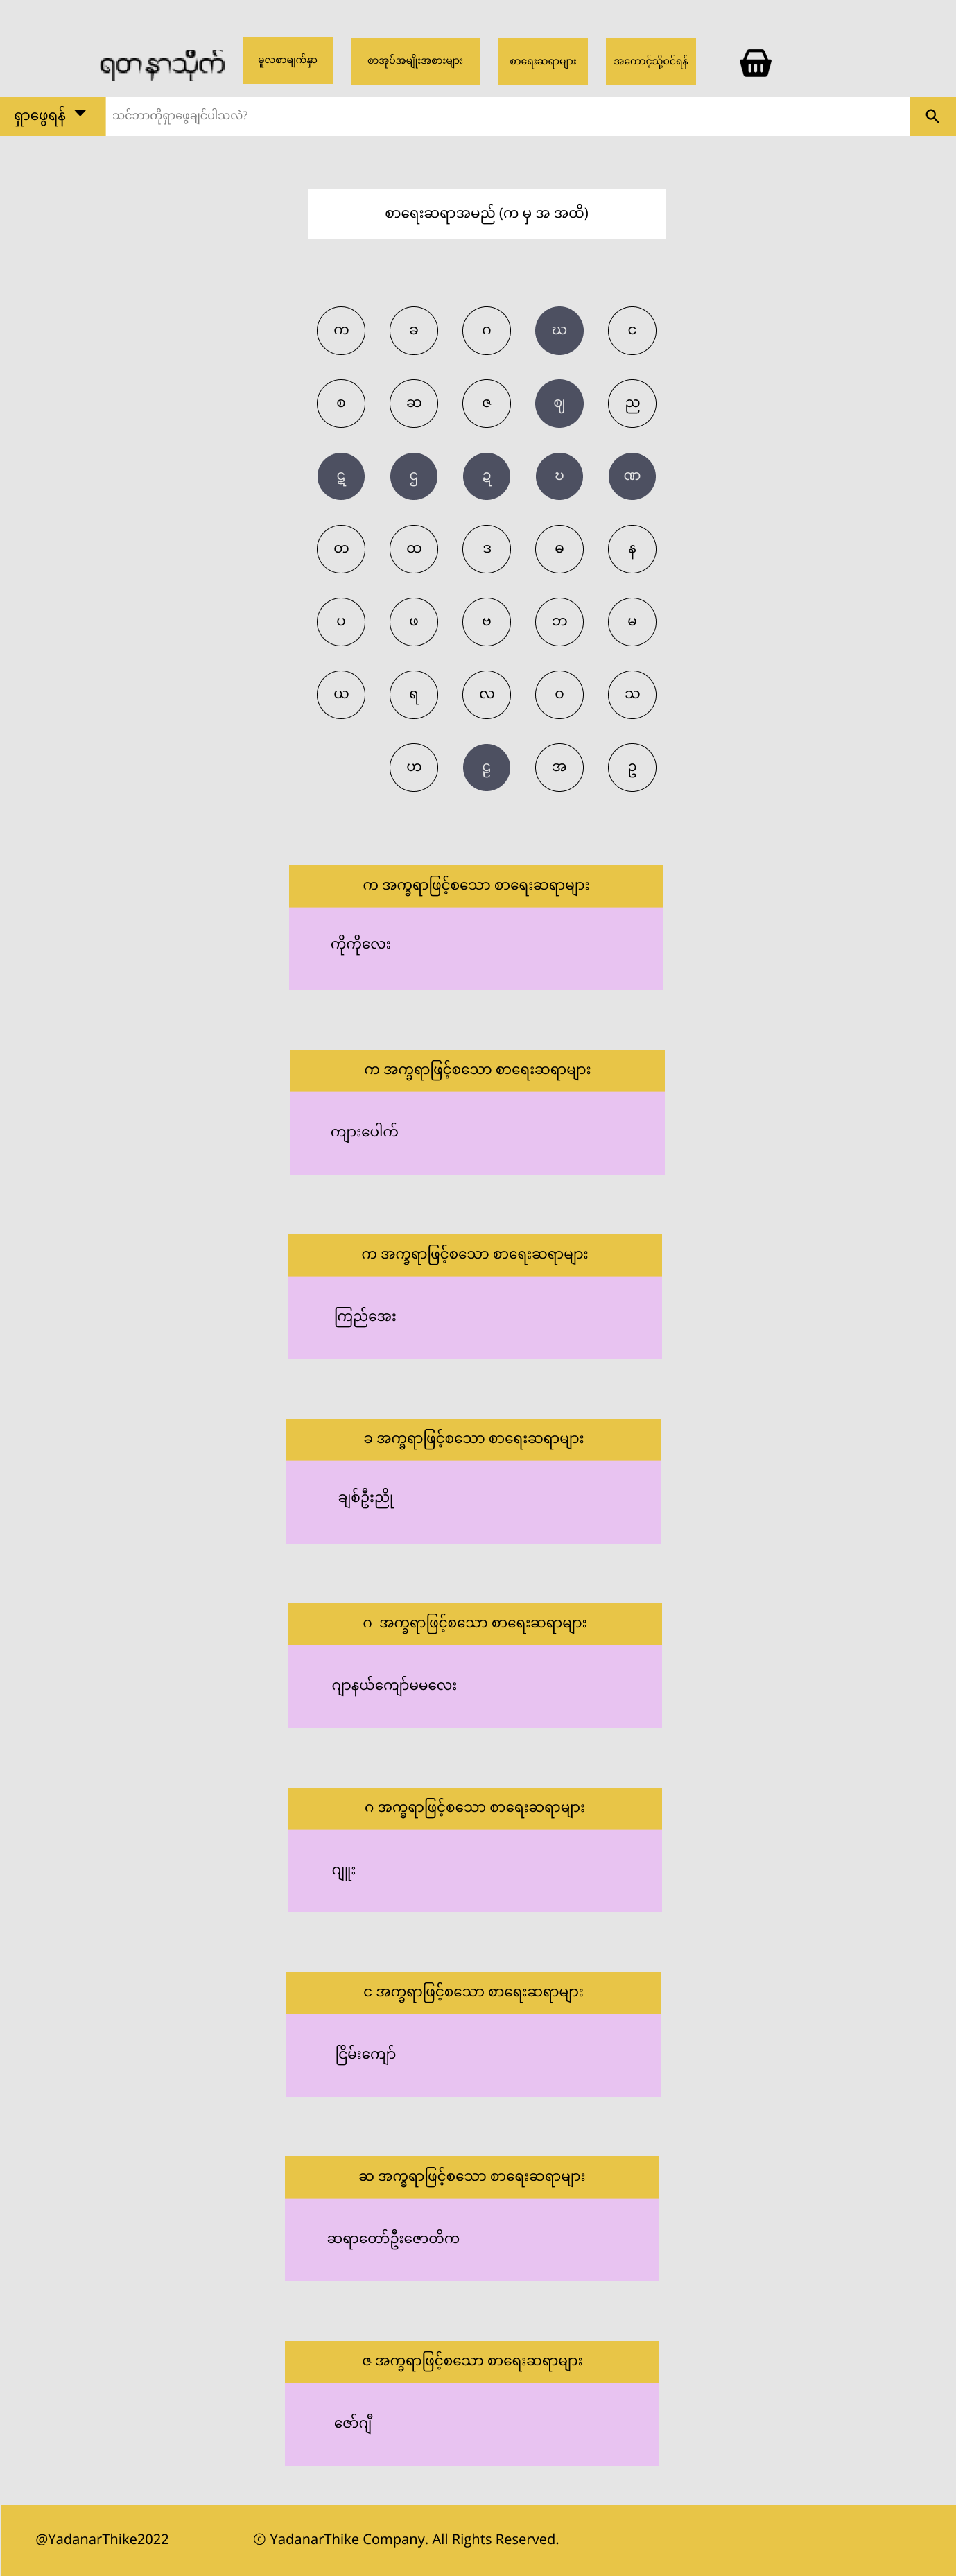 ရတနာသိုက်
မူလစာမျက်နှာ
စာအုပ်အမျိုးအစားများ
စာရေးဆရာများ
အကောင့်သို့ဝင်ရန်
ရှာဖွေရန်
သင်ဘာကိုရှာဖွေချင်ပါသလဲ?
စာရေးဆရာအမည် (က မှ အ အထိ)
က ခ ဂ ဃ င
စ ဆ ဇ ဈ ည
ဋ ဌ ဍ ဎ ဏ
တ ထ ဒ ဓ န
ပ ဖ ဗ ဘ မ
ယ ရ လ ဝ သ
ဟ ဠ အ ဥ
က အက္ခရာဖြင့်စသော စာရေးဆရာများ
ကိုကိုလေး
က အက္ခရာဖြင့်စသော စာရေးဆရာများ
ကျားပေါက်
က အက္ခရာဖြင့်စသော စာရေးဆရာများ
ကြည်အေး
ခ အက္ခရာဖြင့်စသော စာရေးဆရာများ
ချစ်ဦးညို
ဂ အက္ခရာဖြင့်စသော စာရေးဆရာများ
ဂျာနယ်ကျော်မမလေး
ဂ အက္ခရာဖြင့်စသော စာရေးဆရာများ
ဂျူး
င အက္ခရာဖြင့်စသော စာရေးဆရာများ
ငြိမ်းကျော်
ဆ အက္ခရာဖြင့်စသော စာရေးဆရာများ
ဆရာတော်ဦးဇောတိက
ဇ အက္ခရာဖြင့်စသော စာရေးဆရာများ
ဇော်ဂျီ
@YadanarThike2022
© YadanarThike Company. All Rights Reserved.